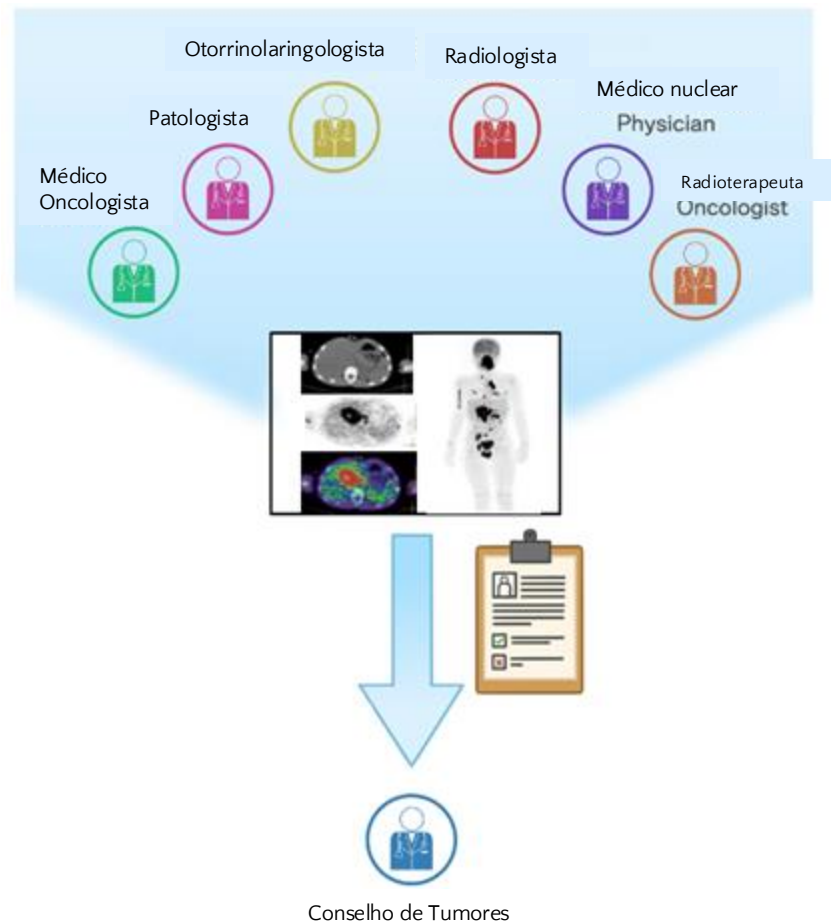 Otorrinolaringologista
Radiologista
Médico nuclear
Physician
Patologista
Médico
Oncologista
Radioterapeuta
Oncologist
Conselho de Tumores